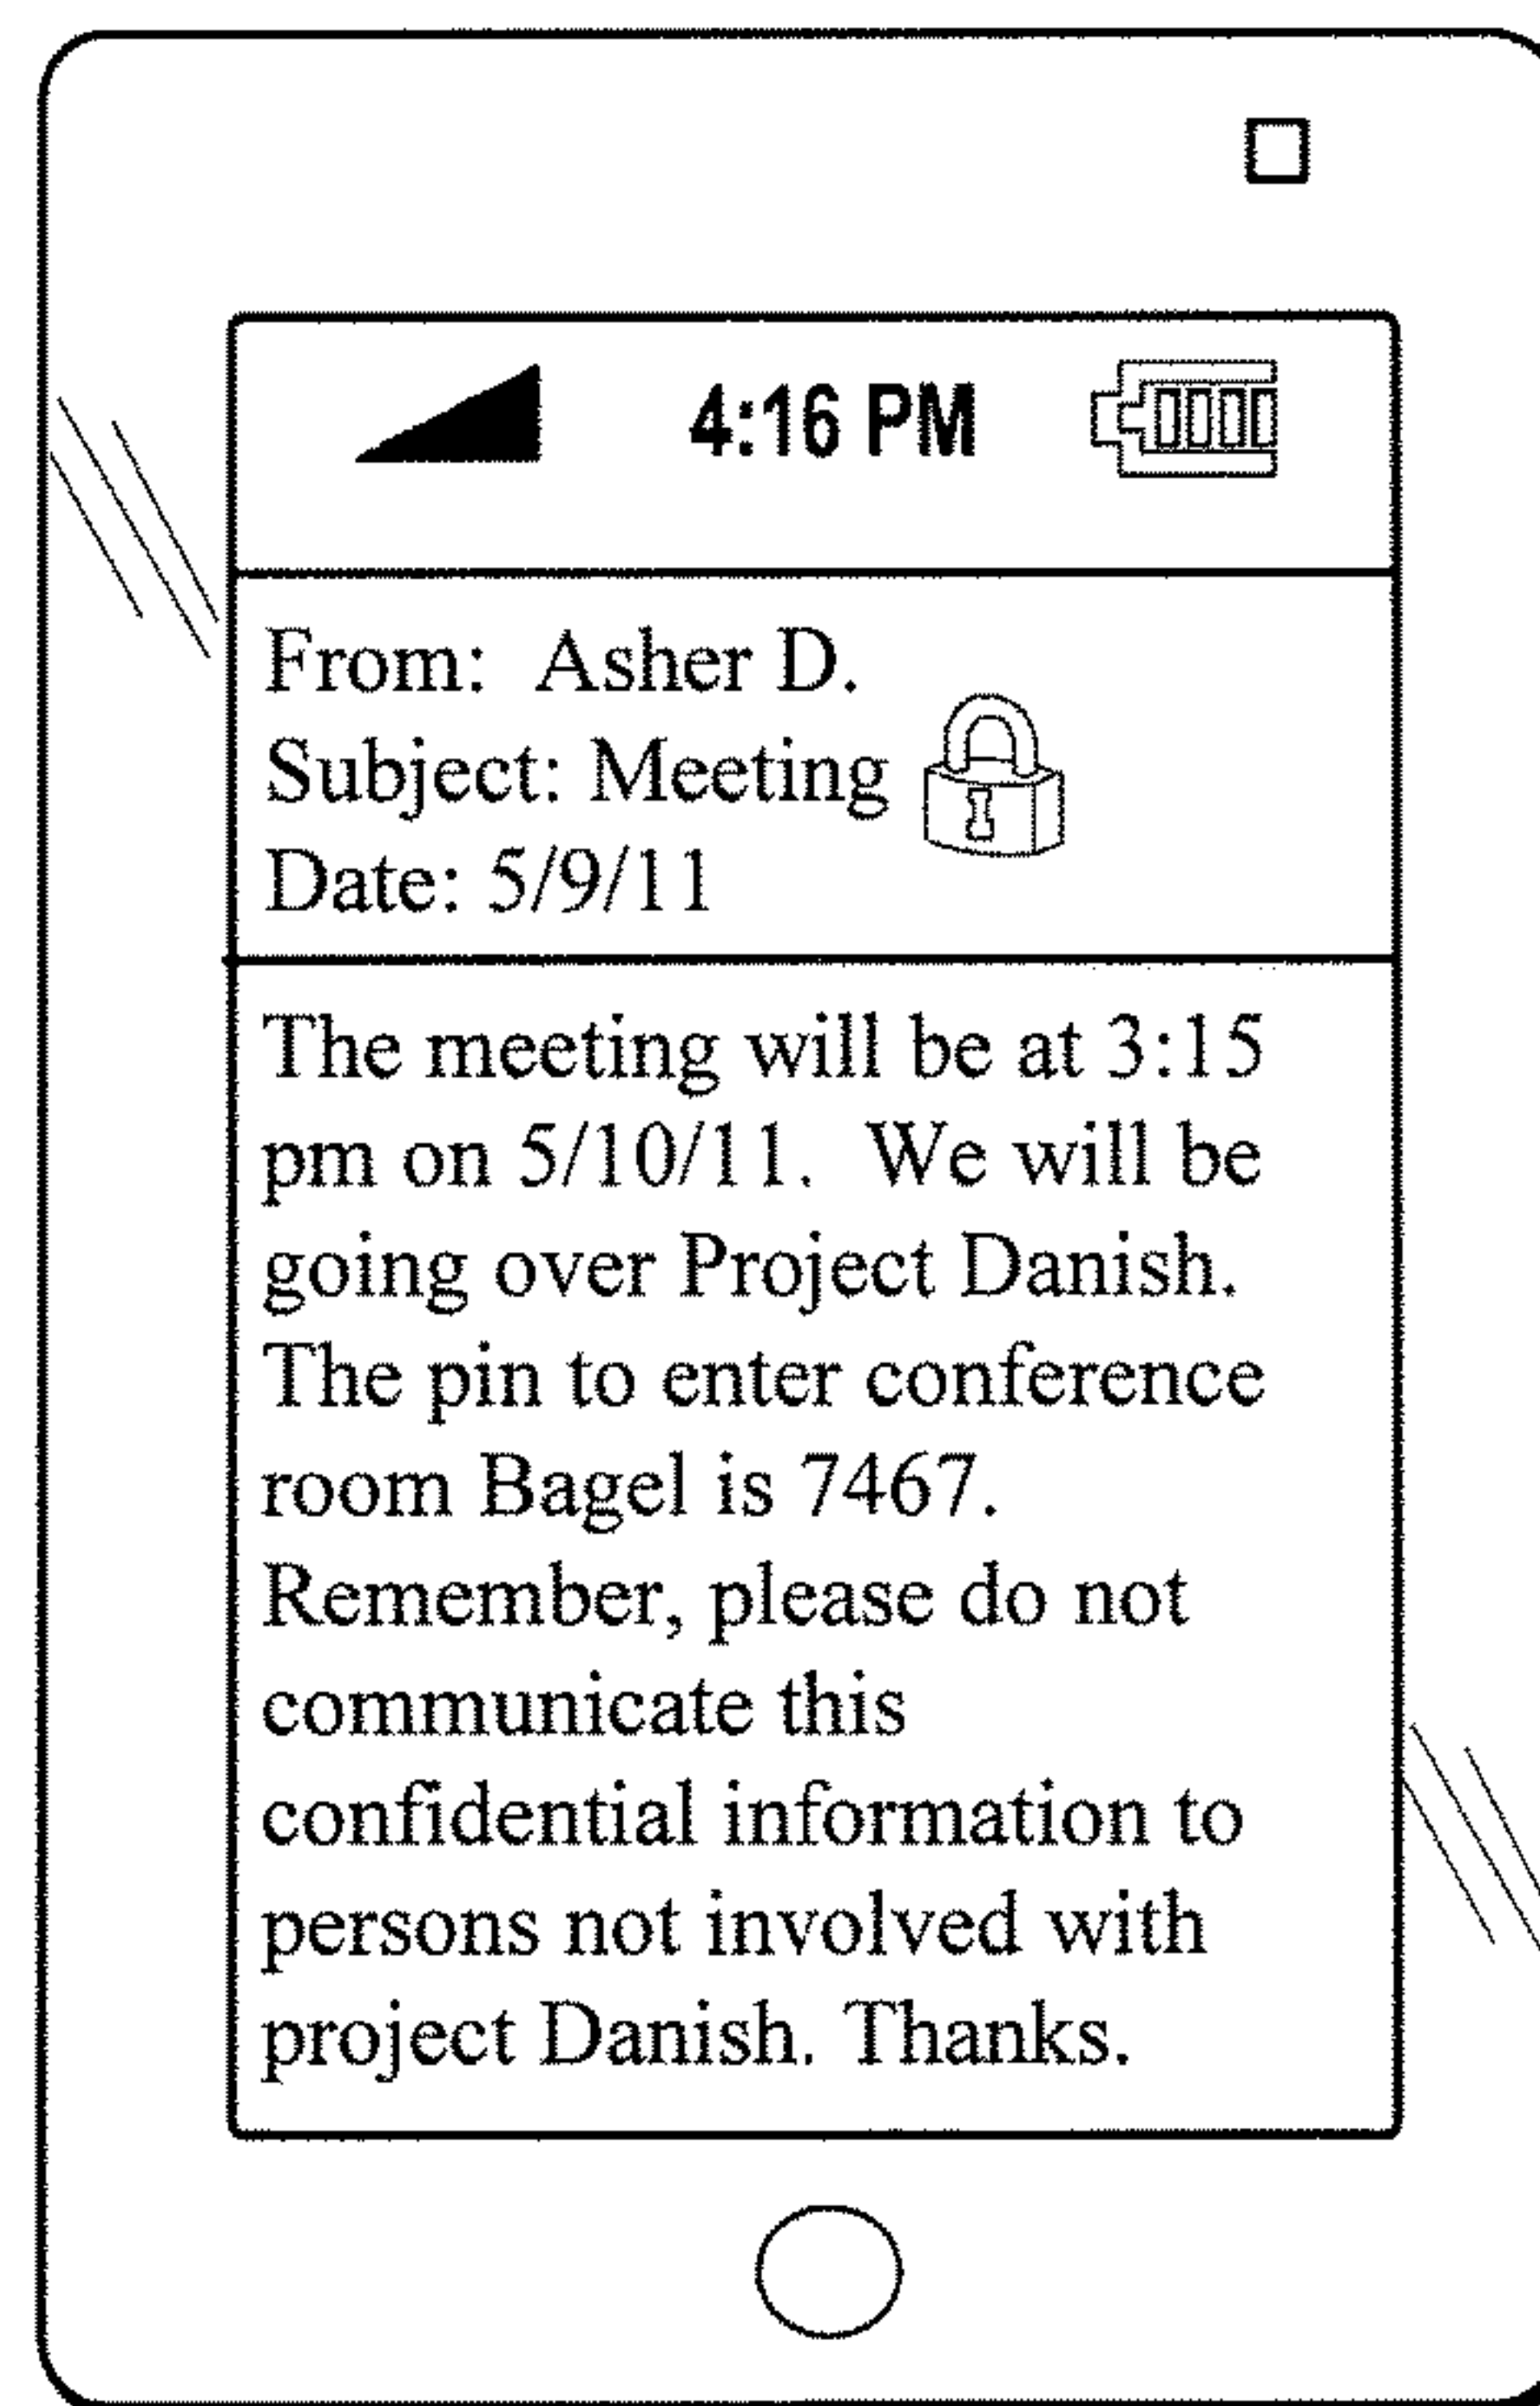 4:16 PM
From: Asher D.
Subject: Meeting
Date: 5/9/11
The meeting will be at 3:15
pm on 5/10/11. We will be
going over Project Danish.
The pin to enter conference
room Bagel is 7467.
Remember, please do not
communicate this
confidential information to
persons not involved with
project Danish. Thanks.